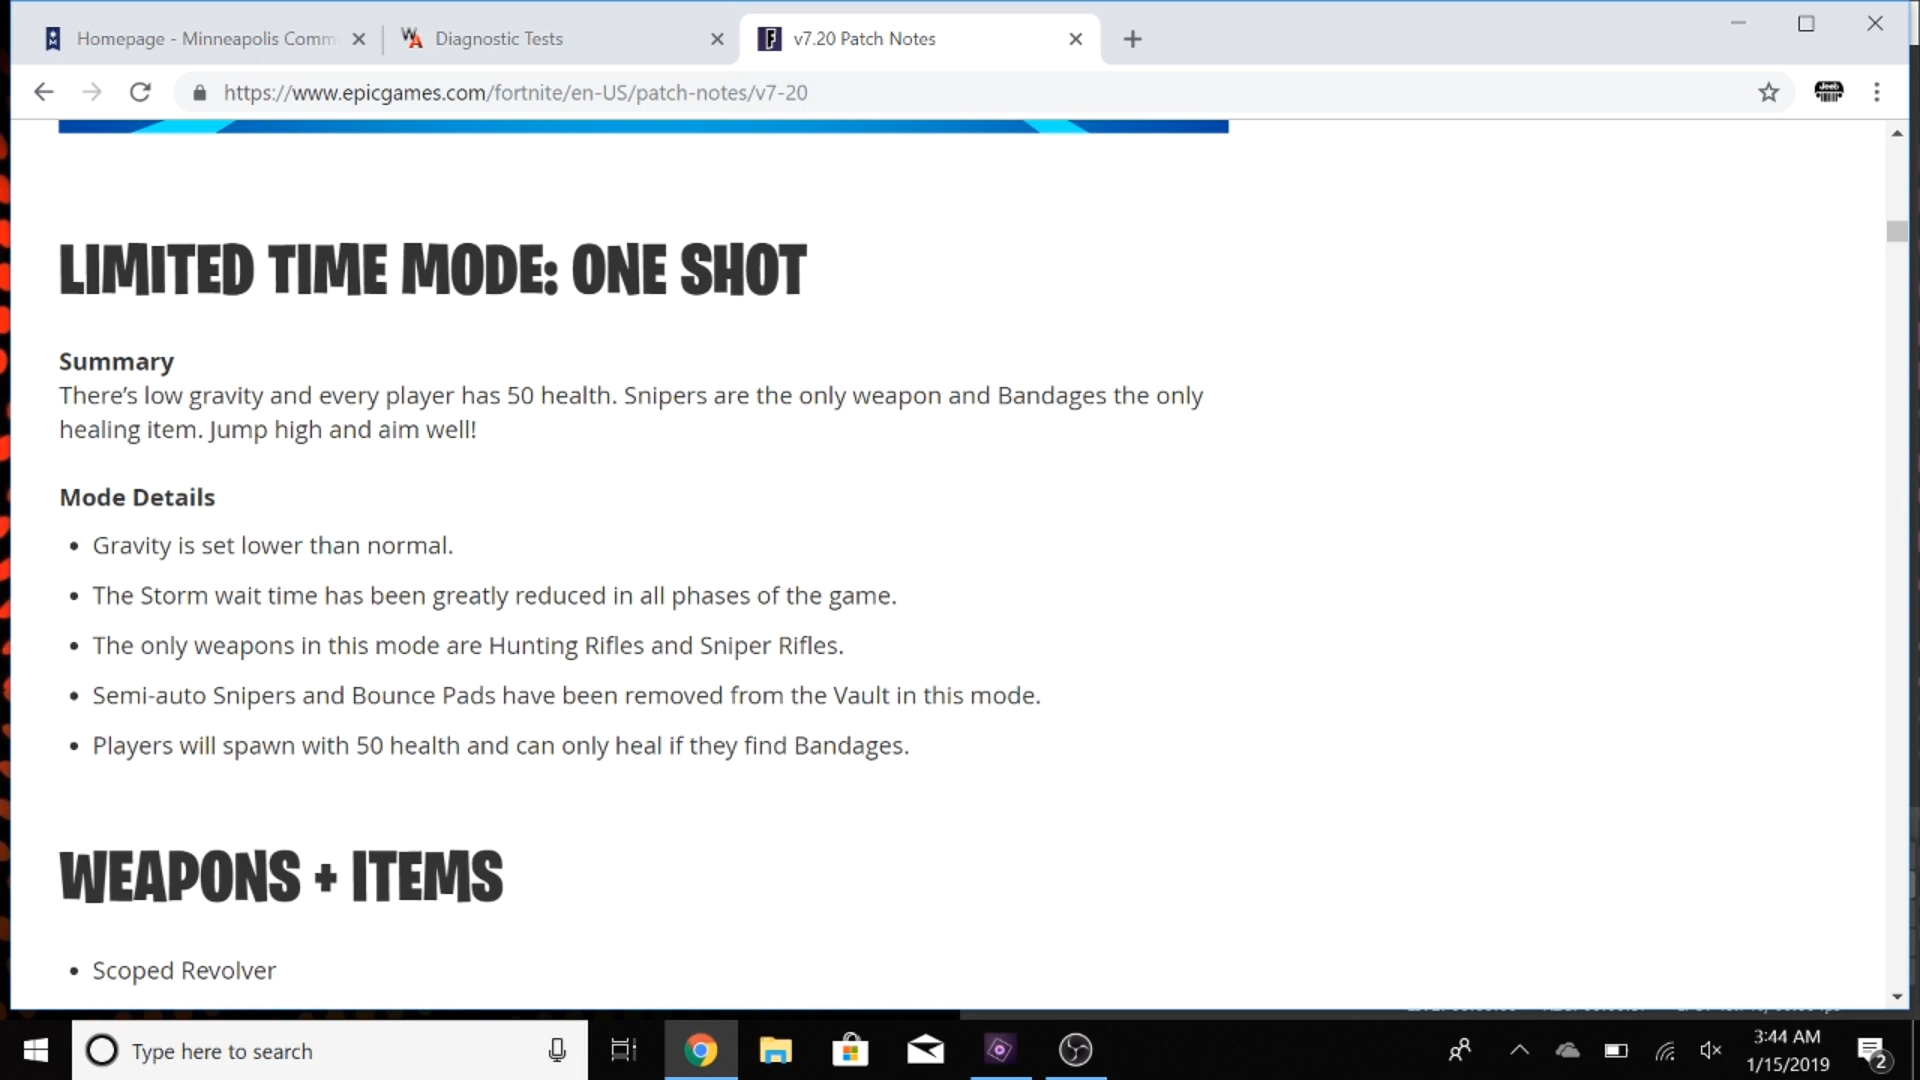 Homepage - Minneapolis Comm
Diagnostic Tests
v7.20 Patch Notes
https://www.epicgames.com/fortnite/en-US/patch-notes/v7-20
LIMITED TIME MODE: ONE SHOT
Summary
There’s low gravity and every player has 50 health. Snipers are the only weapon and Bandages the only
healing item. Jump high and aim well!
Mode Details
• Gravity is set lower than normal.
• The Storm wait time has been greatly reduced in all phases of the game.
• The only weapons in this mode are Hunting Rifles and Sniper Rifles.
• Semi-auto Snipers and Bounce Pads have been removed from the Vault in this mode.
• Players will spawn with 50 health and can only heal if they find Bandages.
WEAPONS + ITEMS
• Scoped Revolver
Type here to search
3:44 AM
1/15/2019
2